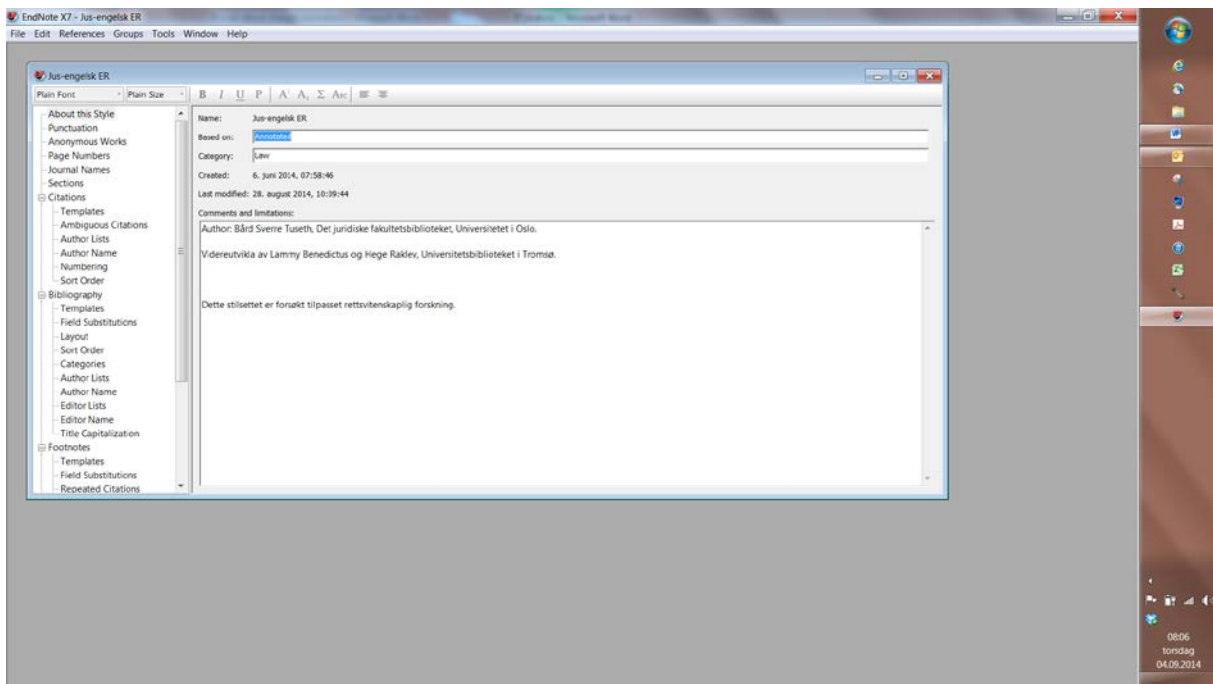 EndNote X7 - Jus-engelsk ER
File Edit References Groups Tools Window Help
Jus-engelsk ER
Plain Font Plain Size B I U P A¹ A₁ Σ Abc
About this Style
Punctuation
Anonymous Works
Page Numbers
Journal Names
Sections
Citations
Templates
Ambiguous Citations
Author Lists
Author Name
Numbering
Sort Order
Bibliography
Templates
Field Substitutions
Layout
Sort Order
Categories
Author Lists
Author Name
Editor Lists
Editor Name
Title Capitalization
Footnotes
Templates
Field Substitutions
Repeated Citations
Name: Jus-engelsk ER
Based on: Annotated
Category: Law
Created: 6. juni 2014, 07:58:46
Last modified: 28. august 2014, 10:39:44
Comments and limitations:
Author: Bård Sverre Tuseth, Det juridiske fakultetsbiblioteket, Universitetet i Oslo.
Videreutvikla av Lammy Benedictus og Hege Raklev, Universitetsbiblioteket i Tromsø.
Dette stilsettet er forsøkt tilpasset rettsvitenskaplig forskning.
08:06
torsdag
04.09.2014